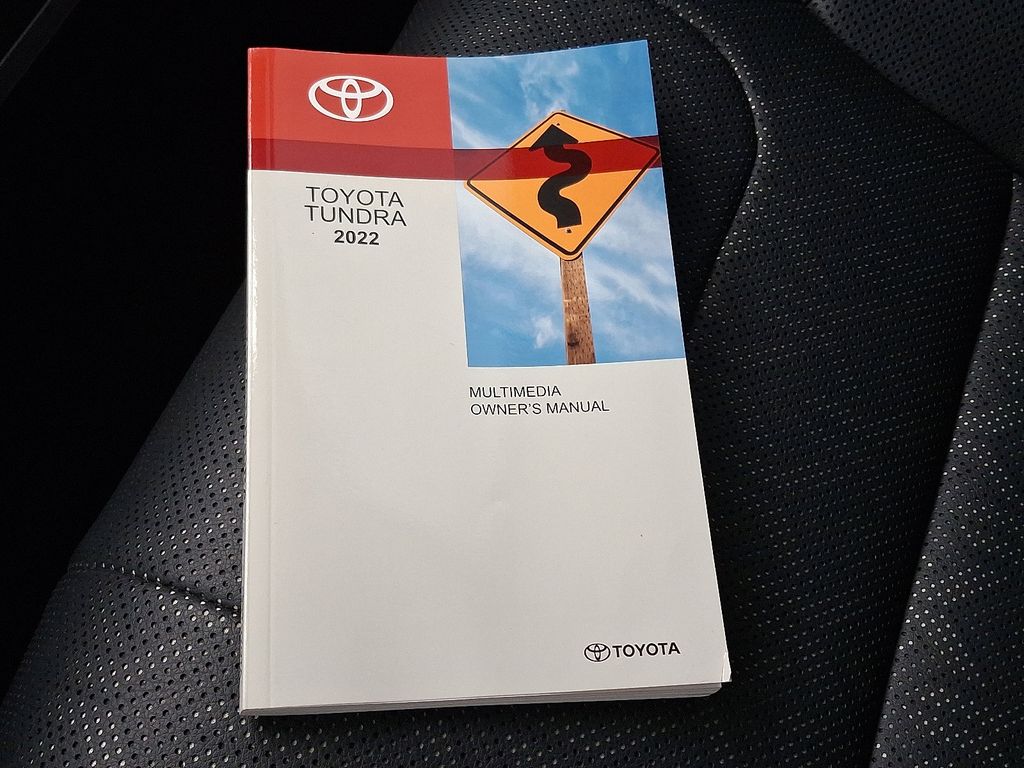 TOYOTA
TUNDRA
2022
MULTIMEDIA
OWNER'S MANUAL
TOYOTA